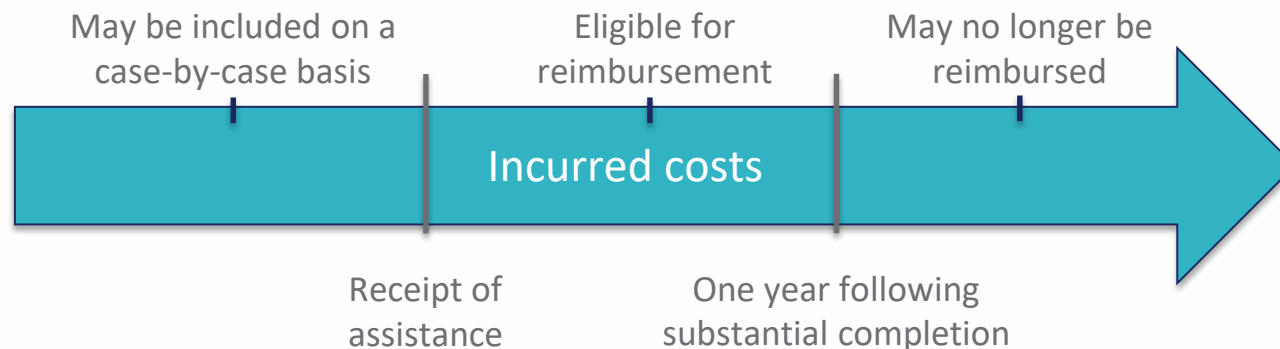 May be included on a
case-by-case basis
Eligible for
reimbursement
May no longer be
reimbursed
Incurred costs
Receipt of
assistance
One year following
substantial completion